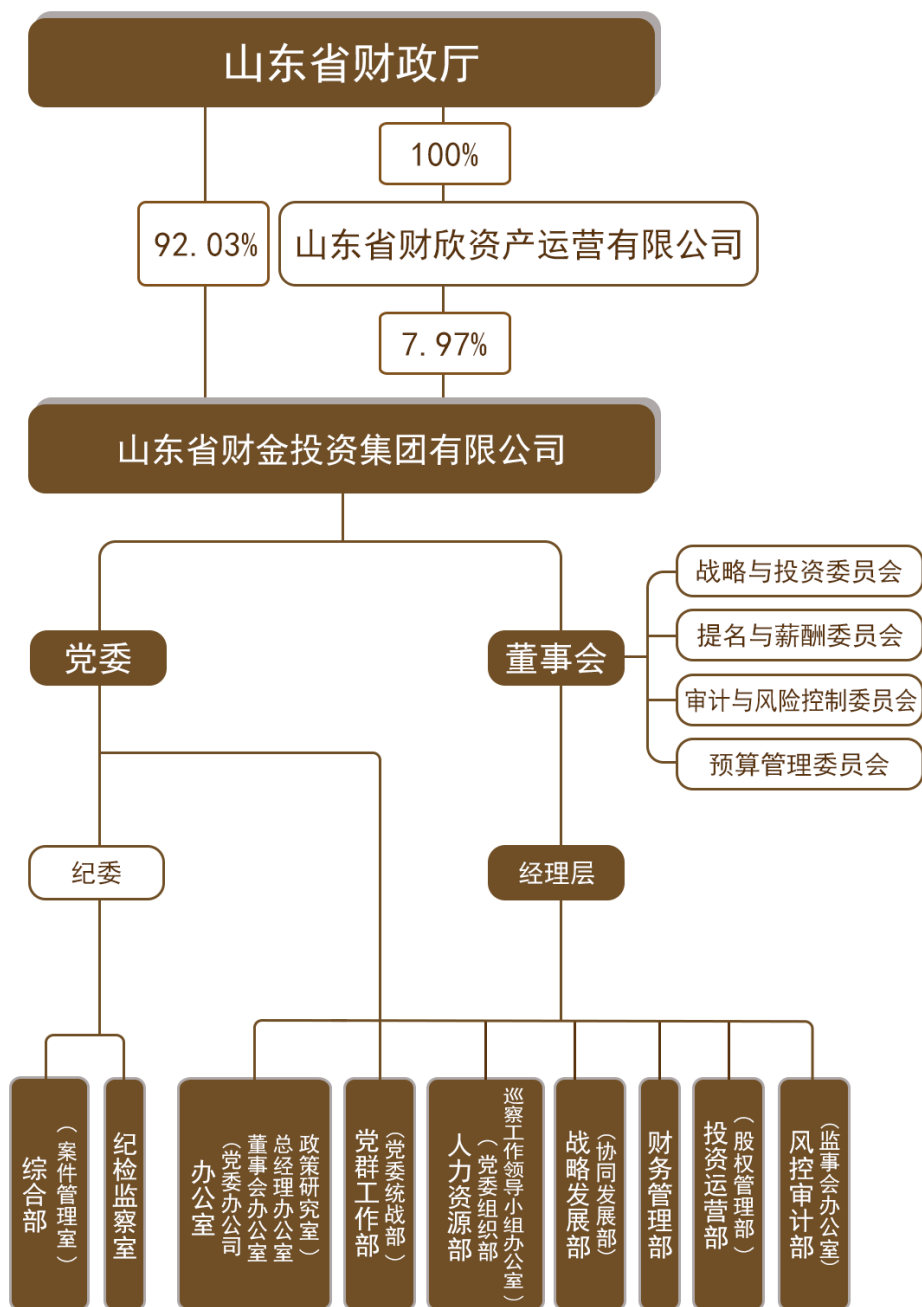 山东省财政厅
100%
92.03%
山东省财欣资产运营有限公司
7.97%
山东省财金投资集团有限公司
战略与投资委员会
提名与薪酬委员会
党委
董事会
审计与风险控制委员会
预算管理委员会
纪委
经理层
综合部
（案件管理室）
纪检监察室
办公室
（党委办公司
董事会办公室
总经理办公室
政策研究室）
党群工作部
（党委统战部）
人力资源部
（党委组织部
巡察工作领导小组办公室）
战略发展部
（协同发展部）
财务管理部
投资运营部
（股权管理部）
风控审计部
（监事会办公室）